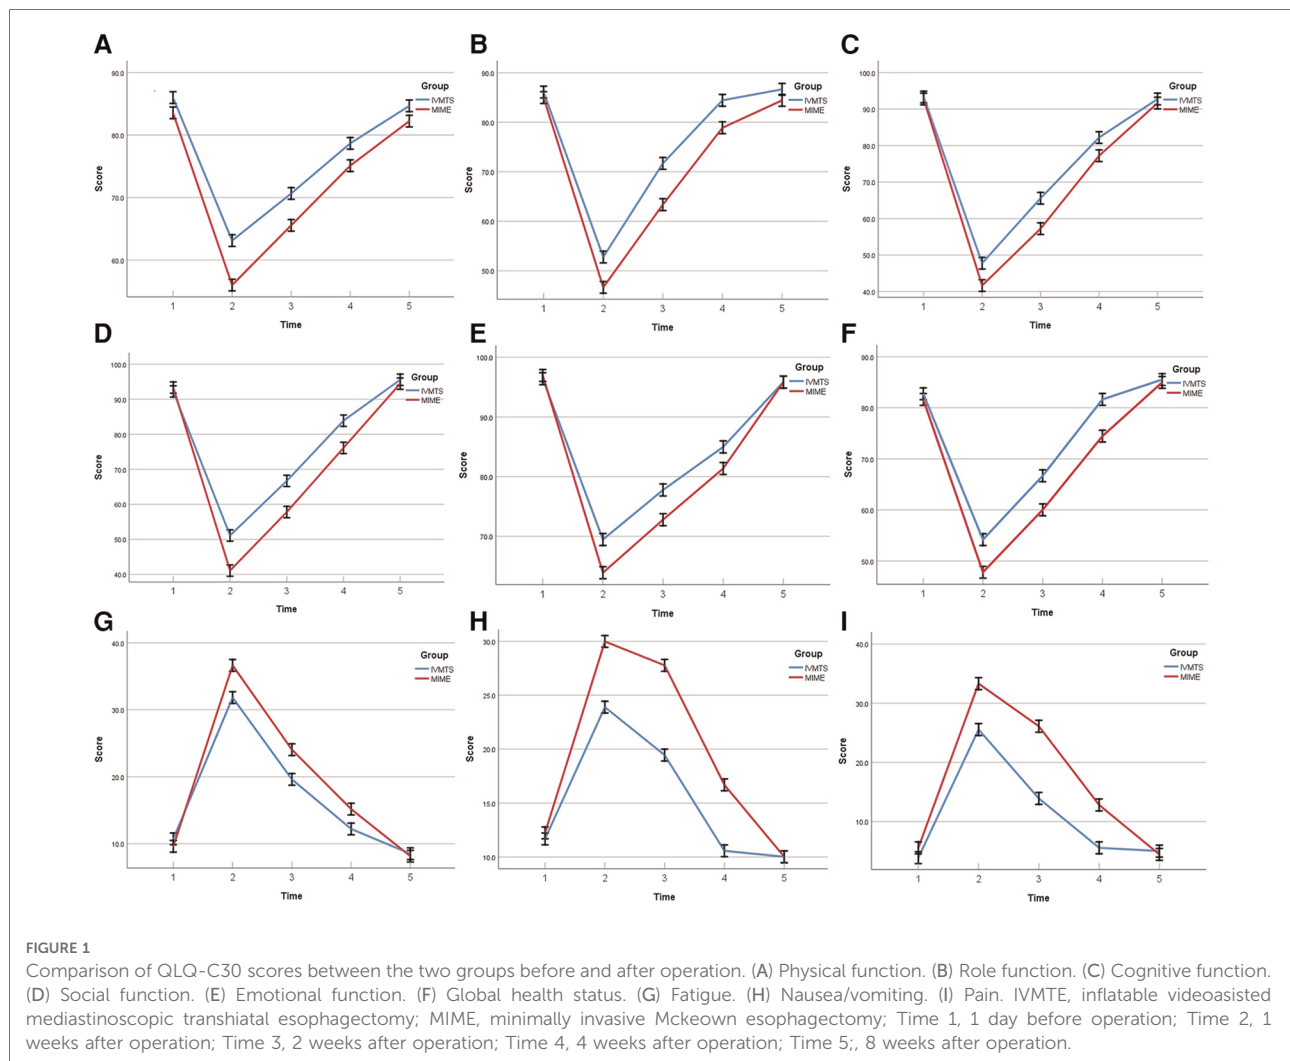 A
90.0
80.0
70.0
60.0
Score
1 2 3 4 5
Time
Group
IVMTS
MIME
B
90.0
80.0
70.0
60.0
50.0
Score
1 2 3 4 5
Time
Group
IVMTS
MIME
C
100.0
90.0
80.0
70.0
60.0
50.0
40.0
Score
1 2 3 4 5
Time
Group
IVMTS
MIME
D
100.0
90.0
80.0
70.0
60.0
50.0
40.0
Score
1 2 3 4 5
Time
Group
IVMTS
MIME
E
100.0
90.0
80.0
70.0
Score
1 2 3 4 5
Time
Group
IVMTS
MIME
F
90.0
80.0
70.0
60.0
50.0
Score
1 2 3 4 5
Time
Group
IVMTS
MIME
G
40.0
30.0
20.0
10.0
Score
1 2 3 4 5
Time
Group
IVMTS
MIME
H
30.0
25.0
20.0
15.0
10.0
Score
1 2 3 4 5
Time
Group
IVMTS
MIME
I
40.0
30.0
20.0
10.0
Score
1 2 3 4 5
Time
Group
IVMTS
MIME
FIGURE 1
Comparison of QLQ-C30 scores between the two groups before and after operation. (A) Physical function. (B) Role function. (C) Cognitive function.
(D) Social function. (E) Emotional function. (F) Global health status. (G) Fatigue. (H) Nausea/vomiting. (I) Pain. IVMTE, inflatable videoasisted
mediastinoscopic transhiatal esophagectomy; MIME, minimally invasive Mckeown esophagectomy; Time 1, 1 day before operation; Time 2, 1
weeks after operation; Time 3, 2 weeks after operation; Time 4, 4 weeks after operation; Time 5;, 8 weeks after operation.